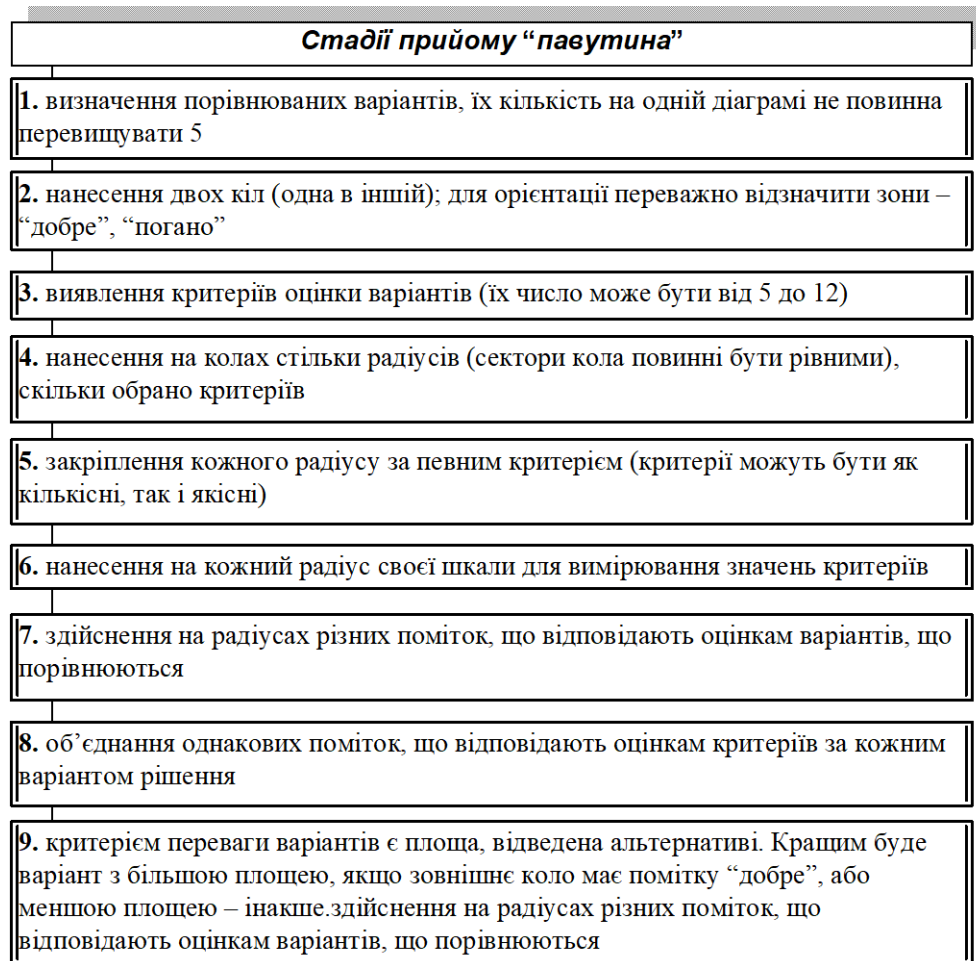 Стадії прийому “павутина”
1. визначення порівнюваних варіантів, їх кількість на одній діаграмі не повинна
перевищувати 5
2. нанесення двох кіл (одна в іншій); для орієнтації переважно відзначити зони –
“добре”, “погано”
3. виявлення критеріїв оцінки варіантів (їх число може бути від 5 до 12)
4. нанесення на колах стільки радіусів (сектори кола повинні бути рівними),
скільки обрано критеріїв
5. закріплення кожного радіусу за певним критерієм (критерії можуть бути як
кількісні, так і якісні)
6. нанесення на кожний радіус своєї шкали для вимірювання значень критеріїв
7. здійснення на радіусах різних поміток, що відповідають оцінкам варіантів, що
порівнюються
8. об’єднання однакових поміток, що відповідають оцінкам критеріїв за кожним
варіантом рішення
9. критерієм переваги варіантів є площа, відведена альтернативі. Кращим буде
варіант з більшою площею, якщо зовнішнє коло має помітку “добре”, або
меншою площею – інакше.здійснення на радіусах різних поміток, що
відповідають оцінкам варіантів, що порівнюються